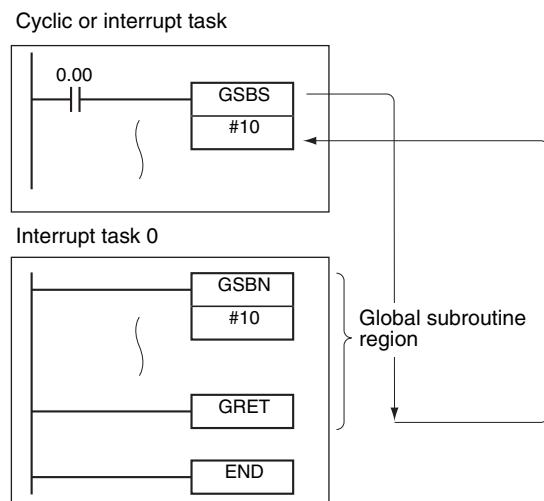 Cyclic or interrupt task
0.00
GSBS
#10
Interrupt task 0
GSBN
#10
Global subroutine
region
GRET
END